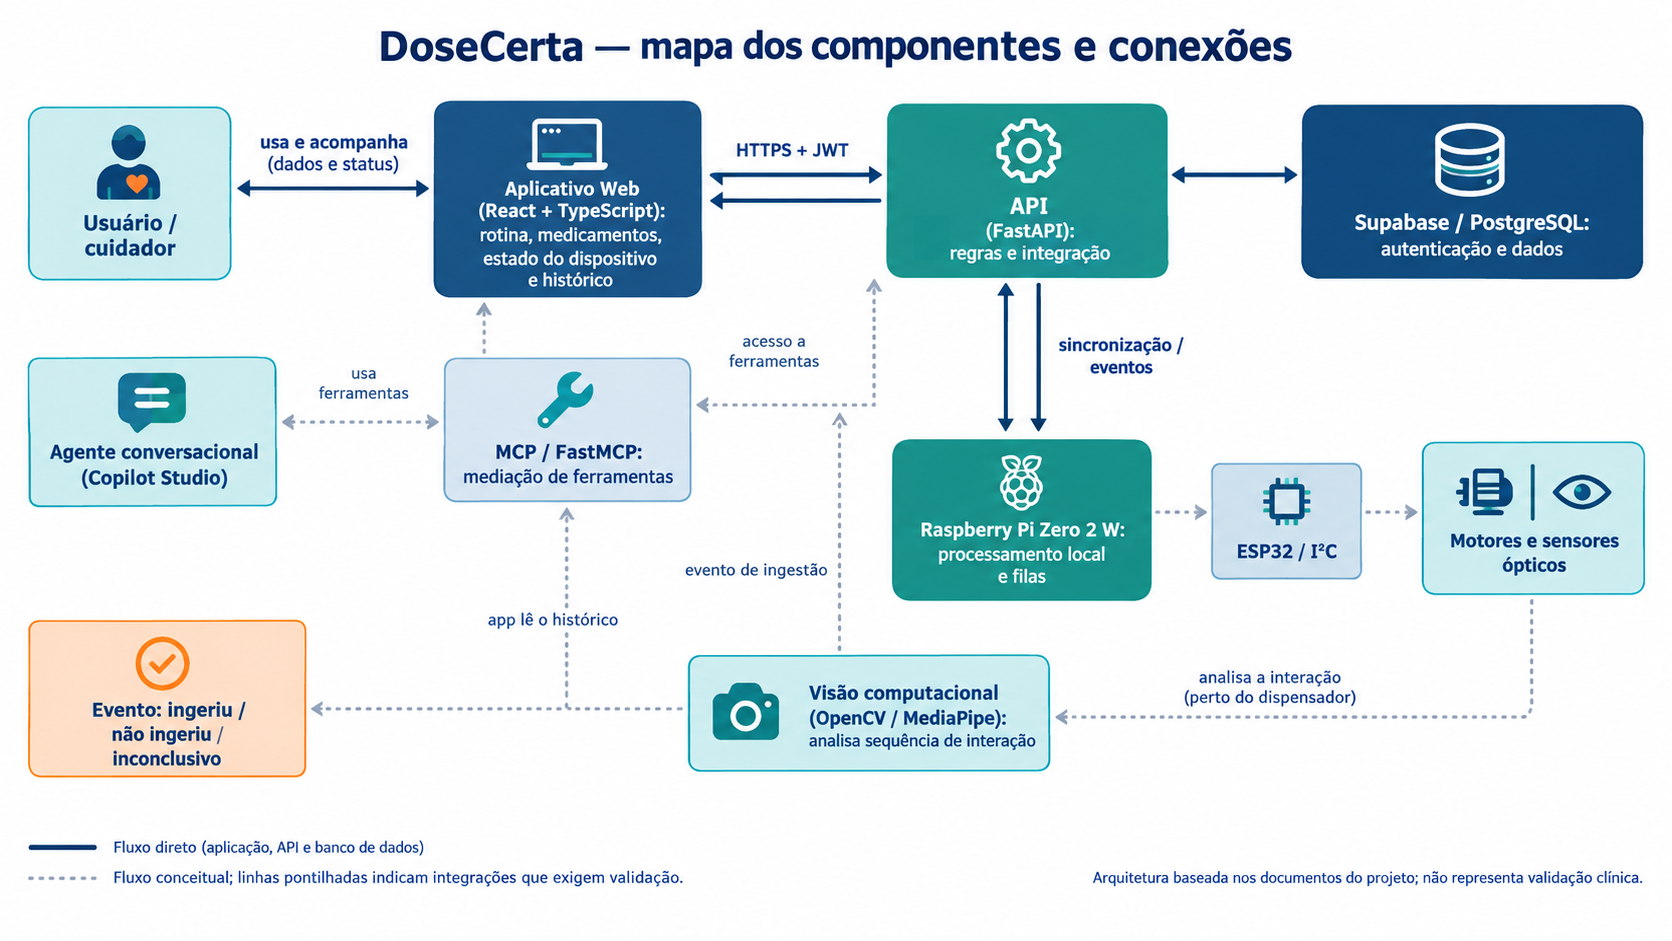 DoseCerta — mapa dos componentes e conexões
Usuário /
cuidador
usa e acompanha
(dados e status)
Aplicativo Web
(React + TypeScript):
rotina, medicamentos,
estado do dispositivo
e histórico
HTTPS + JWT
API
(FastAPI):
regras e integração
Supabase / PostgreSQL:
autenticação e dados
Agente conversacional
(Copilot Studio)
usa
ferramentas
MCP / FastMCP:
mediação de ferramentas
acesso a
ferramentas
sincronização /
eventos
Raspberry Pi Zero 2 W:
processamento local
e filas
ESP32 / I²C
Motores e sensores
ópticos
evento de ingestão
app lê o histórico
Evento: ingeriu /
não ingeriu /
inconclusivo
Visão computacional
(OpenCV / MediaPipe):
analisa sequência de interação
analisa a interação
(perto do dispensador)
Fluxo direto (aplicação, API e banco de dados)
Fluxo conceitual; linhas pontilhadas indicam integrações que exigem validação.
Arquitetura baseada nos documentos do projeto; não representa validação clínica.